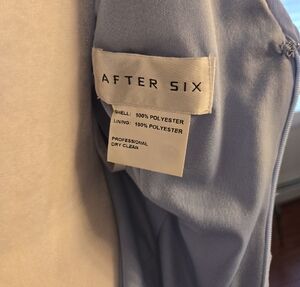 AFTER SIX
SHELL: 100% POLYESTER
LINING: 100% POLYESTER
PROFESSIONAL
DRY CLEAN